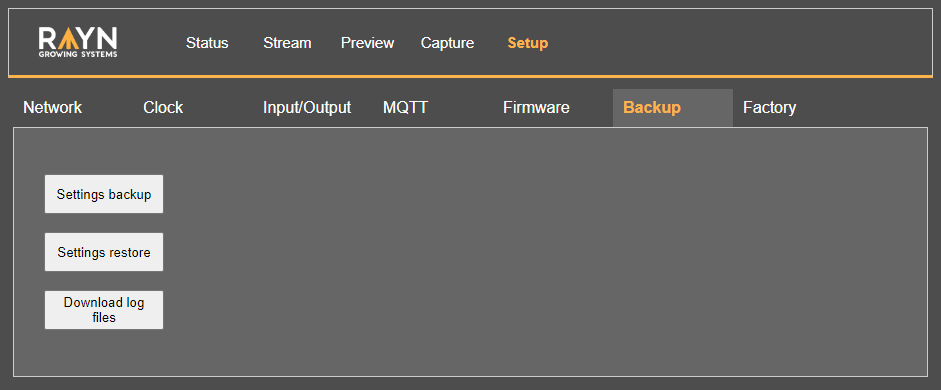 RAYN
GROWING SYSTEMS
Status Stream Preview Capture Setup
Network Clock Input/Output MQTT Firmware Backup Factory
Settings backup
Settings restore
Download log
files